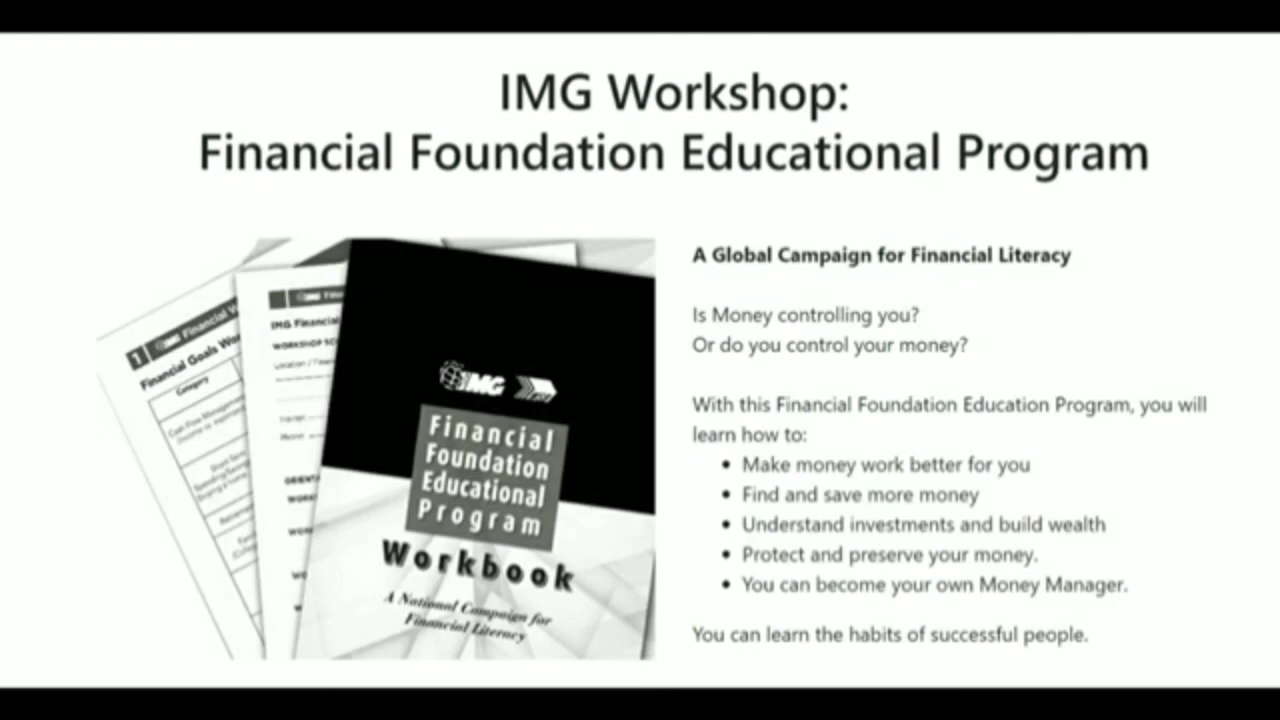 IMG Workshop:
Financial Foundation Educational Program
A Global Campaign for Financial Literacy
Is Money controlling you?
Or do you control your money?
With this Financial Foundation Education Program, you will
learn how to:
• Make money work better for you
• Find and save more money
• Understand investments and build wealth
• Protect and preserve your money.
• You can become your own Money Manager.
You can learn the habits of successful people.
1 IMG Financial
Financial Goals
Category
IMG Financial
IMG
Financial
Foundation
Educational
Program
Workbook
A National Campaign for
Financial Literacy